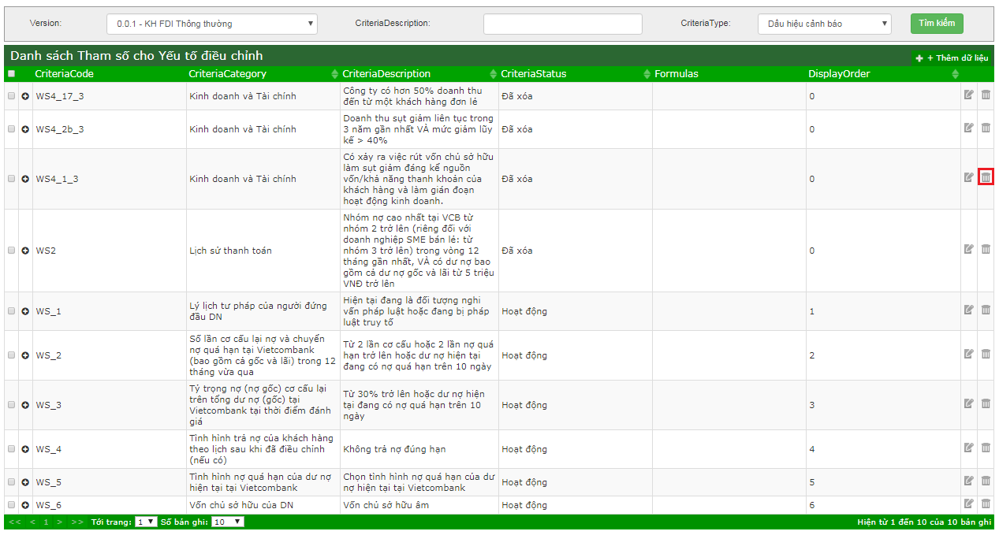 Version: 0.0.1 - KH FDI Thông thường CriteriaDescription: CriteriaType: Dấu hiệu cảnh báo Tìm kiếm
Danh sách Tham số cho Yếu tố điều chỉnh
+ Thêm dữ liệu
CriteriaCode CriteriaCategory CriteriaDescription CriteriaStatus Formulas DisplayOrder
WS4_17_3 Kinh doanh và Tài chính
Công ty có hơn 50% doanh thu
đến từ một khách hàng đơn lẻ
Đã xóa 0
WS4_2b_3 Kinh doanh và Tài chính
Doanh thu sụt giảm liên tục trong
3 năm gần nhất VÀ mức giảm lũy
kế > 40%
Đã xóa 0
WS4_1_3 Kinh doanh và Tài chính
Có xảy ra việc rút vốn chủ sở hữu
làm sụt giảm đáng kể nguồn
vốn/khả năng thanh khoản của
khách hàng và làm gián đoạn
hoạt động kinh doanh.
Đã xóa 0
WS2 Lịch sử thanh toán
Nhóm nợ cao nhất tại VCB từ
nhóm 2 trở lên (riêng đối với
doanh nghiệp SME bán lẻ: từ
nhóm 3 trở lên) trong vòng 12
tháng gần nhất, VÀ có dư nợ bao
gồm cả dư nợ gốc và lãi từ 5 triệu
VNĐ trở lên
Đã xóa 0
WS_1
Lý lịch tư pháp của người đứng
đầu DN
Hiện tại đang là đối tượng nghi
vấn pháp luật hoặc đang bị pháp
luật truy tố
Hoạt động 1
WS_2
Số lần cơ cấu lại nợ và chuyển
nợ quá hạn tại Vietcombank
(bao gồm cả gốc và lãi) trong 12
tháng vừa qua
Từ 2 lần cơ cấu hoặc 2 lần nợ quá
hạn trở lên hoặc dư nợ hiện tại
đang có nợ quá hạn trên 10 ngày
Hoạt động 2
WS_3
Tỷ trọng nợ (nợ gốc) cơ cấu lại
trên tổng dư nợ (gốc) tại
Vietcombank tại thời điểm đánh
giá
Từ 30% trở lên hoặc dư nợ hiện
tại đang có nợ quá hạn trên 10
ngày
Hoạt động 3
WS_4
Tình hình trả nợ của khách hàng
theo lịch sau khi đã điều chỉnh
(nếu có)
Không trả nợ đúng hạn
Hoạt động 4
WS_5
Tình hình nợ quá hạn của dư nợ
hiện tại tại Vietcombank
Chọn tình hình nợ quá hạn của dư
nợ hiện tại tại Vietcombank
Hoạt động 5
WS_6 Vốn chủ sở hữu của DN Vốn chủ sở hữu âm Hoạt động 6
<< < 1 > >> Tới trang: 1 Số bản ghi: 10 Hiện từ 1 đến 10 của 10 bản ghi